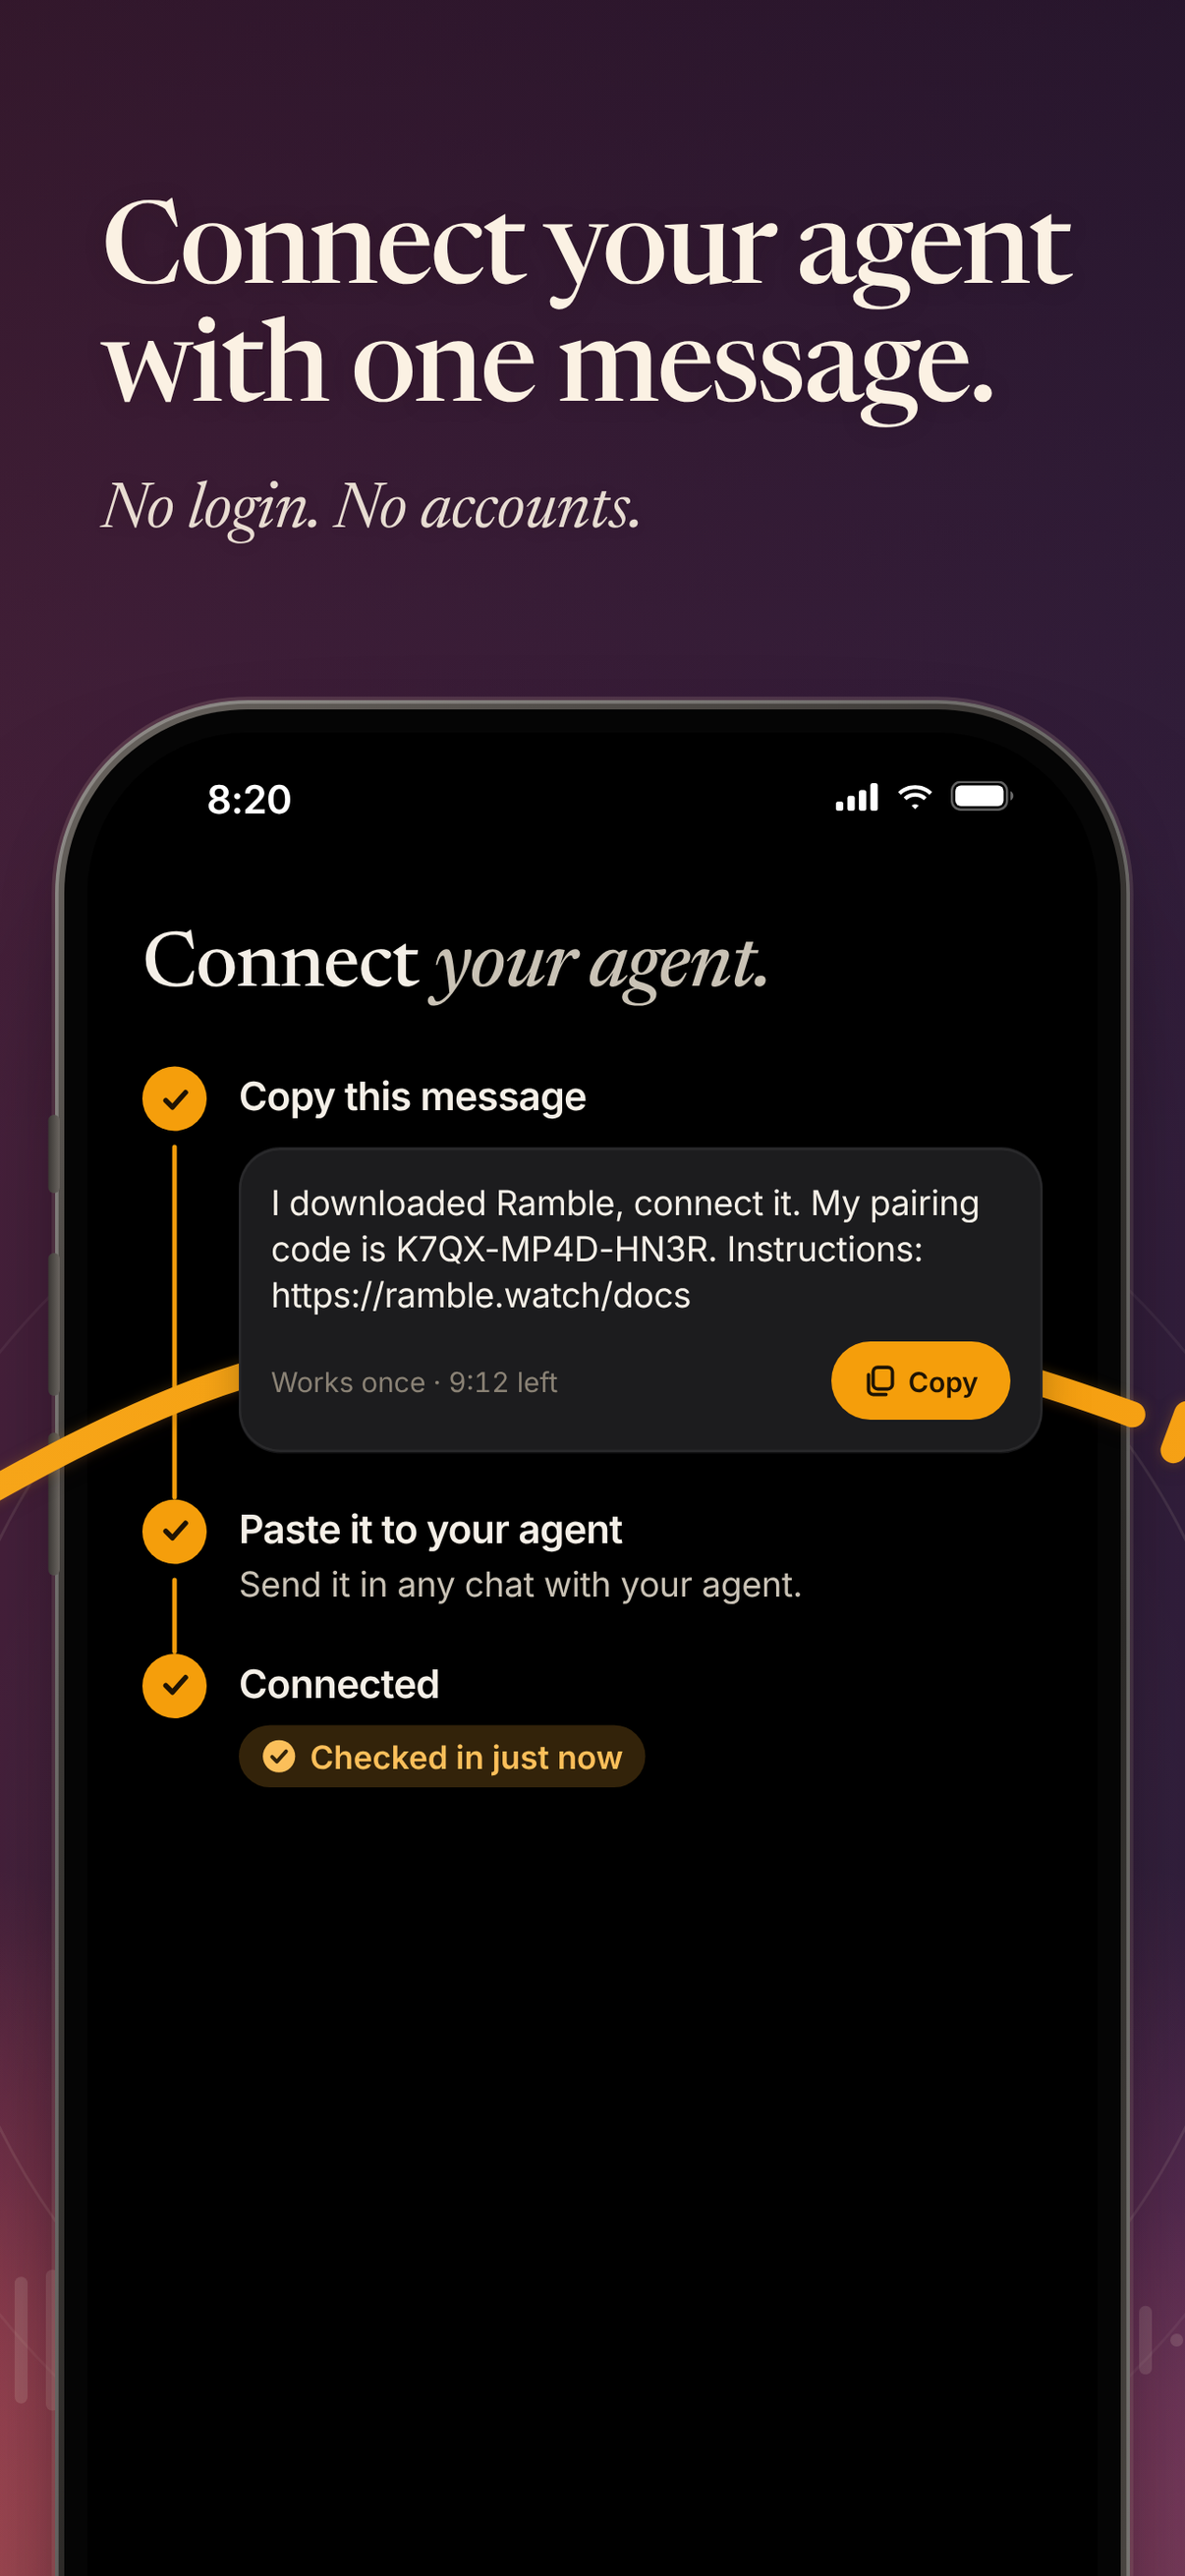 Connect your agent
with one message.
No login. No accounts.
8:20
Connect your agent.
Copy this message
I downloaded Ramble, connect it. My pairing
code is K7QX-MP4D-HN3R. Instructions:
https://ramble.watch/docs
Works once · 9:12 left
Copy
Paste it to your agent
Send it in any chat with your agent.
Connected
Checked in just now